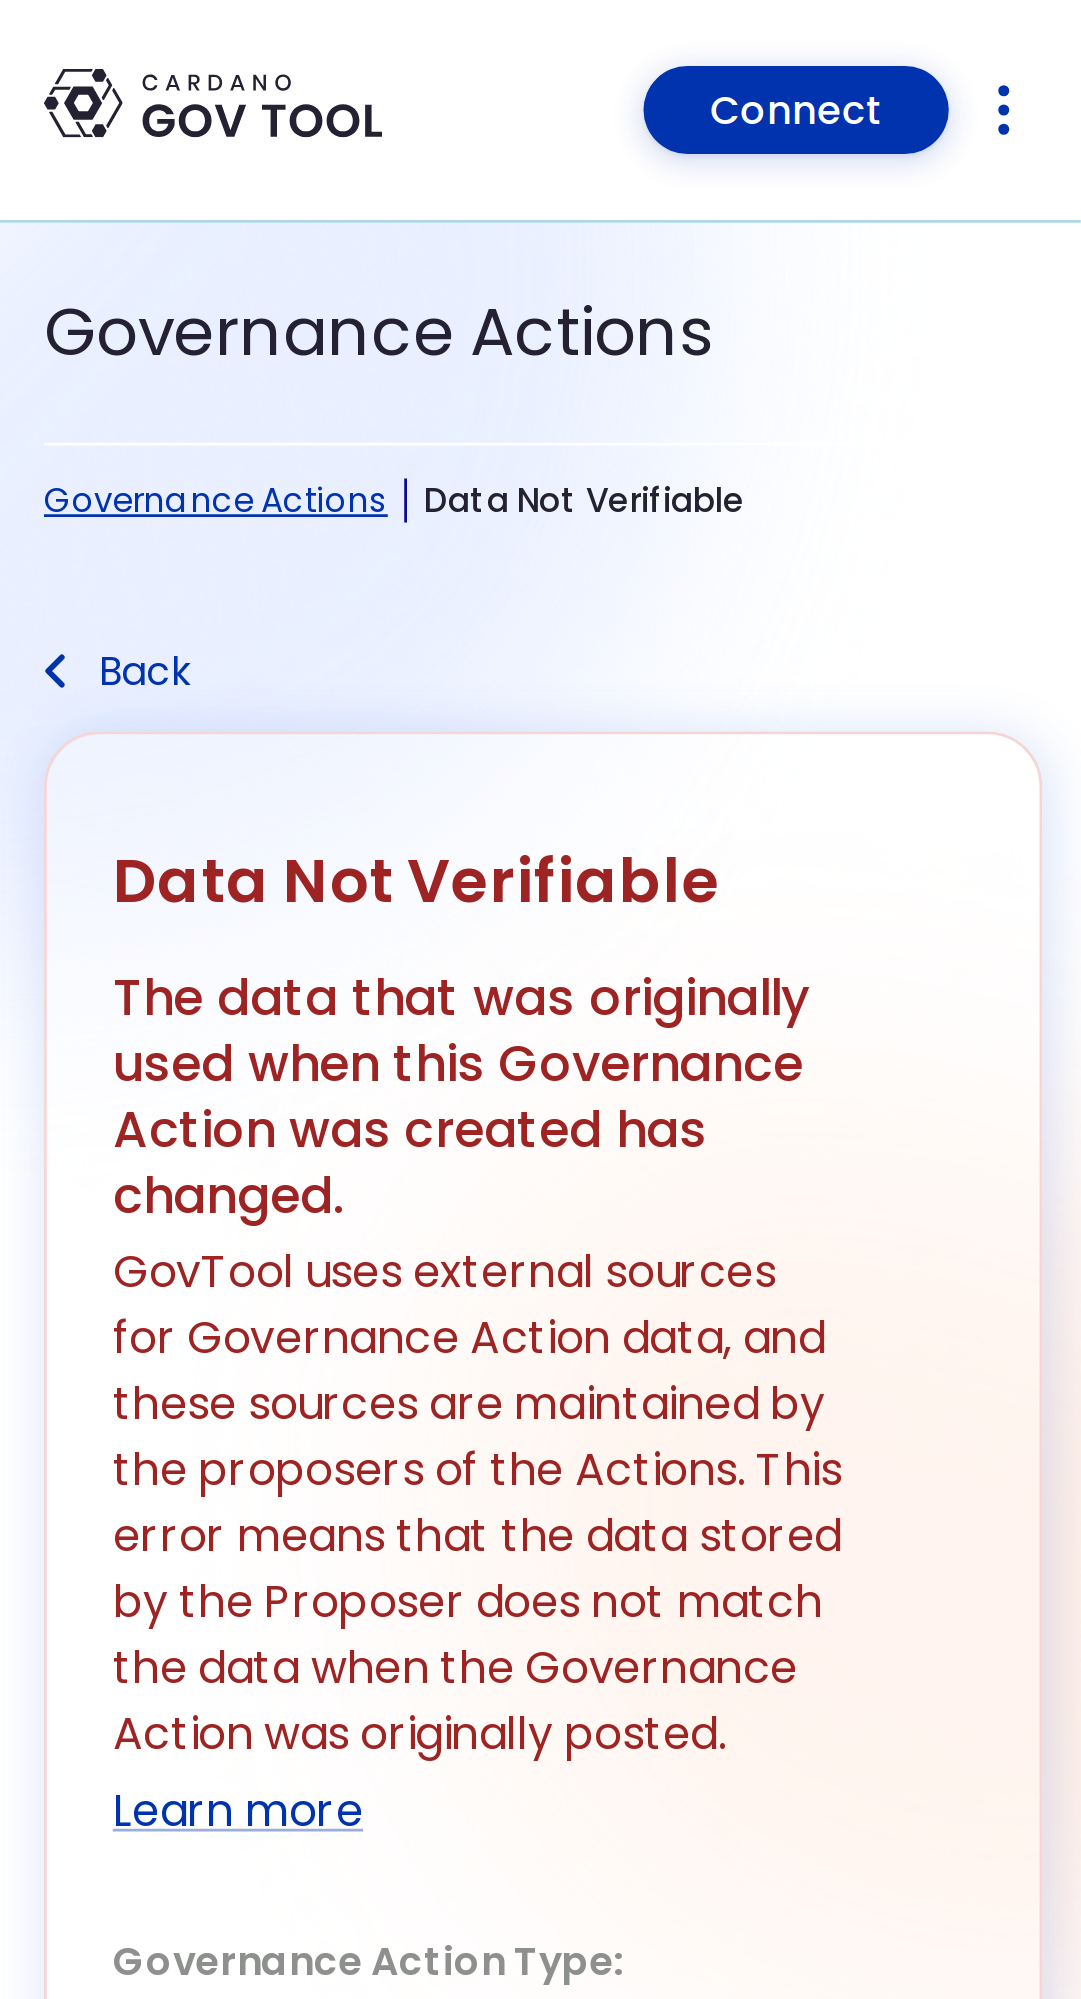 CARDANO
GOV TOOL
Connect
Governance Actions
Governance Actions | Data Not Verifiable
Back
Data Not Verifiable
The data that was originally
used when this Governance
Action was created has
changed.
GovTool uses external sources
for Governance Action data, and
these sources are maintained by
the proposers of the Actions. This
error means that the data stored
by the Proposer does not match
the data when the Governance
Action was originally posted.
Learn more
Governance Action Type: